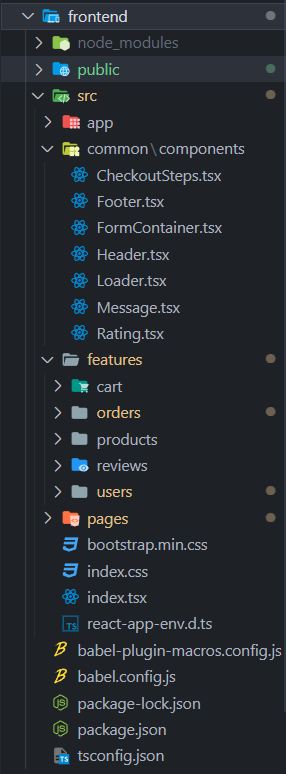 frontend
node_modules
public
src
app
common\components
CheckoutSteps.tsx
Footer.tsx
FormContainer.tsx
Header.tsx
Loader.tsx
Message.tsx
Rating.tsx
features
cart
orders
products
reviews
users
pages
bootstrap.min.css
index.css
index.tsx
TS react-app-env.d.ts
babel-plugin-macros.config.js
babel.config.js
package-lock.json
package.json
TS tsconfig.json